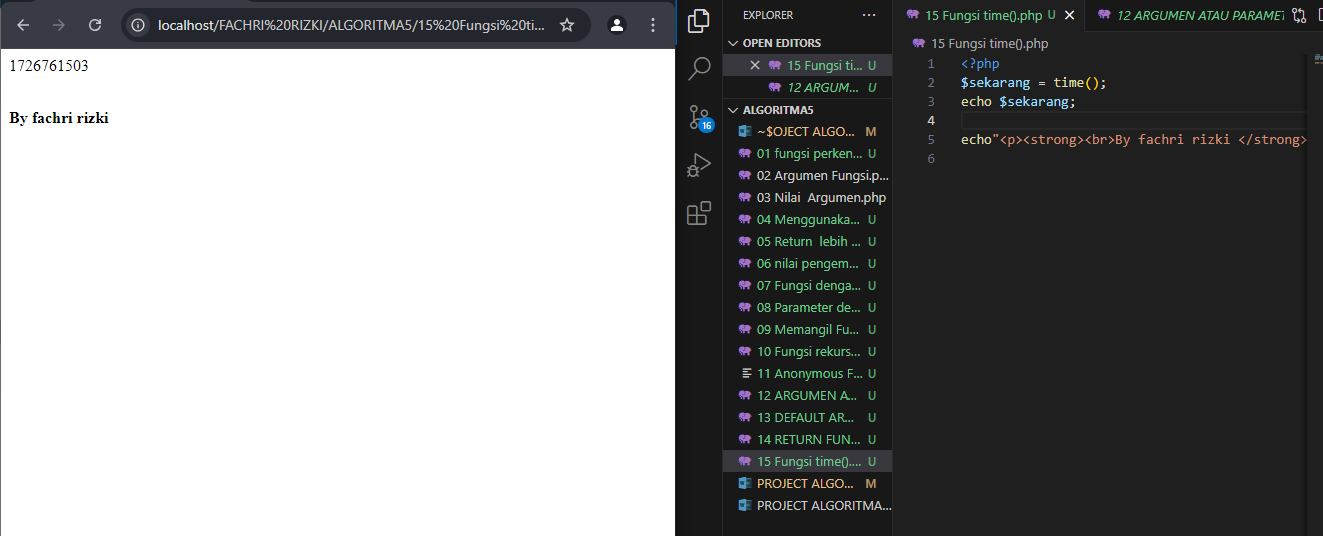 localhost/FACHRI%20RIZKI/ALGORITMA5/15%20Fungsi%20ti...
1726761503
By fachri rizki
16
EXPLORER
OPEN EDITORS
15 Fungsi ti... U
12 ARGUM... U
ALGORITMA5
~$OJECT ALGO... M
01 fungsi perken... U
02 Argumen Fungsi.p...
03 Nilai  Argumen.php
04 Menggunaka... U
05 Return  lebih ... U
06 nilai pengem... U
07 Fungsi denga... U
08 Parameter de... U
09 Memangil Fu... U
10 Fungsi rekurs... U
11 Anonymous F... U
12 ARGUMEN A... U
13 DEFAULT AR... U
14 RETURN FUN... U
15 Fungsi time().... U
PROJECT ALGO... M
PROJECT ALGORITMA...
15 Fungsi time().php U
12 ARGUMEN ATAU PARAMET
15 Fungsi time().php
1 <?php
2 $sekarang = time();
3 echo $sekarang;
4
5 echo"<p><strong><br>By fachri rizki </strong>
6